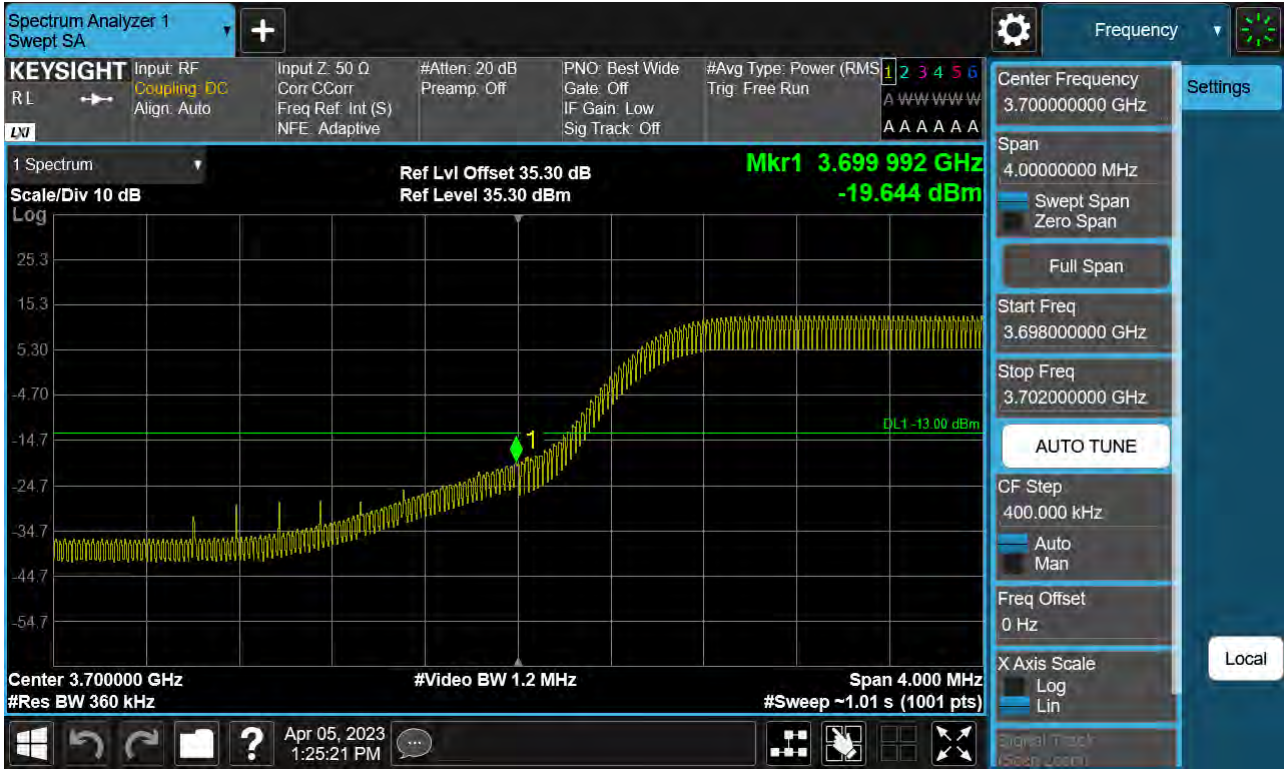 Spectrum Analyzer 1
Swept SA
Frequency
KEYSIGHT
RL
LXI
Input: RF
Coupling: DC
Align: Auto
Input Z: 50 Ω
Corr CCorr
Freq Ref: Int (S)
NFE: Adaptive
#Atten: 20 dB
Preamp: Off
PNO: Best Wide
Gate: Off
IF Gain: Low
Sig Track: Off
#Avg Type: Power (RMS
Trig: Free Run
1 2 3 4 5 6
A W W W W W
A A A A A A
1 Spectrum
Scale/Div 10 dB
Log
Ref Lvl Offset 35.30 dB
Ref Level 35.30 dBm
Mkr1 3.699 992 GHz
-19.644 dBm
25.3
15.3
5.30
-4.70
-14.7
-24.7
-34.7
-44.7
-54.7
DL1 -13.00 dBm
1
Center 3.700000 GHz
#Res BW 360 kHz
#Video BW 1.2 MHz
Span 4.000 MHz
#Sweep ~1.01 s (1001 pts)
Center Frequency
3.700000000 GHz
Span
4.00000000 MHz
Swept Span
Zero Span
Full Span
Start Freq
3.698000000 GHz
Stop Freq
3.702000000 GHz
AUTO TUNE
CF Step
400.000 kHz
Auto
Man
Freq Offset
0 Hz
X Axis Scale
Log
Lin
Signal Track
(Span Zoom)
Settings
Local
?
Apr 05, 2023
1:25:21 PM